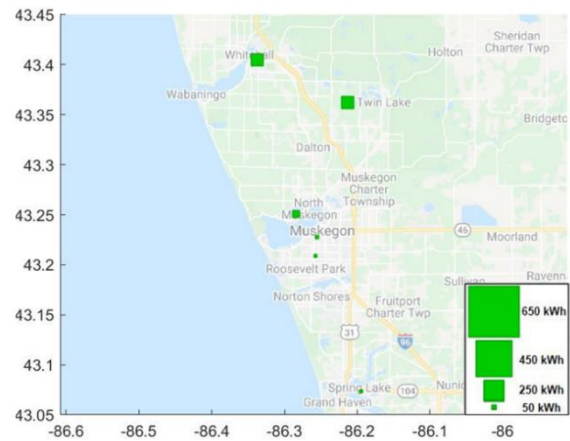 43.45
Sheridan
Charter Twp
Holton
Whitehall
43.4
Wabaningo
43.35
Twin Lake
Bridgeto
Dalton
43.3
Muskegon
Charter
Township
North
Muskegon
43.25
Muskegon
46
Moorland
43.2
Roosevelt Park
Ravenn
Sullivan
Norton Shores
43.15
Fruitport
Charter Twp
650 kWh
31
96
43.1
450 kWh
250 kWh
Spring Lake
104
Nunic
Grand Haven
50 kWh
43.05
-86.6
-86.5
-86.4
-86.3
-86.2
-86.1
-86